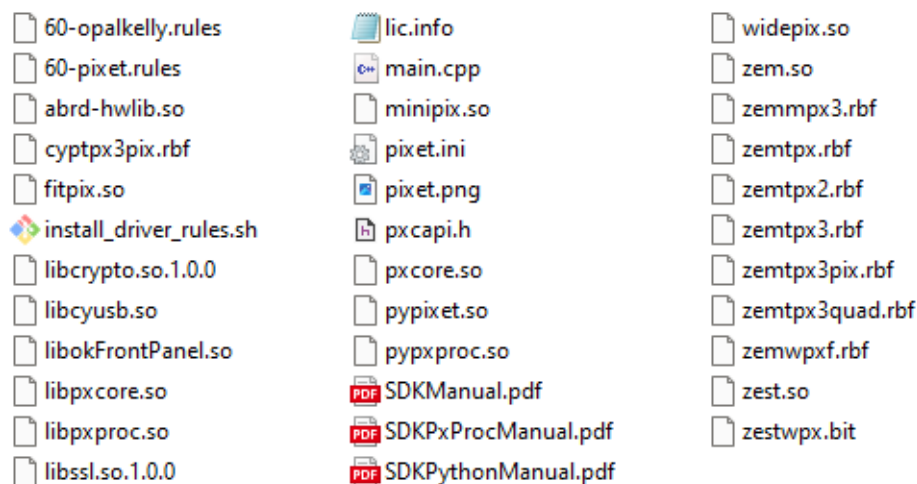 60-opalkelly.rules
60-pixet.rules
abrd-hwlib.so
cyptpx3pix.rbf
fitpix.so
install_driver_rules.sh
libcrypto.so.1.0.0
libcyusb.so
libokFrontPanel.so
libpxcore.so
libpxproc.so
libssl.so.1.0.0
lic.info
main.cpp
minipix.so
pixet.ini
pixet.png
pxcapi.h
pxcore.so
pypixet.so
pypxproc.so
SDKManual.pdf
SDKPxProcManual.pdf
SDKPythonManual.pdf
widepix.so
zem.so
zemmpx3.rbf
zemtpx.rbf
zemtpx2.rbf
zemtpx3.rbf
zemtpx3pix.rbf
zemtpx3quad.rbf
zemwpxf.rbf
zest.so
zestwpx.bit